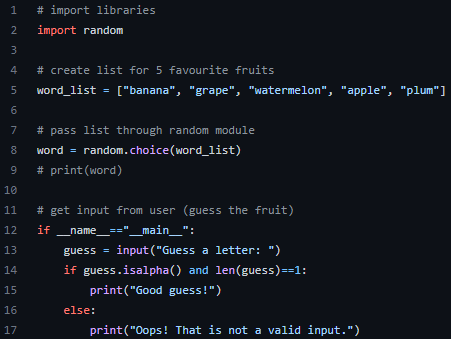 1 # import libraries
2 import random
3
4 # create list for 5 favourite fruits
5 word_list = ["banana", "grape", "watermelon", "apple", "plum"]
6
7 # pass list through random module
8 word = random.choice(word_list)
9 # print(word)
10
11 # get input from user (guess the fruit)
12 if __name__=="__main__":
13     guess = input("Guess a letter: ")
14     if guess.isalpha() and len(guess)==1:
15         print("Good guess!")
16     else:
17         print("Oops! That is not a valid input.")